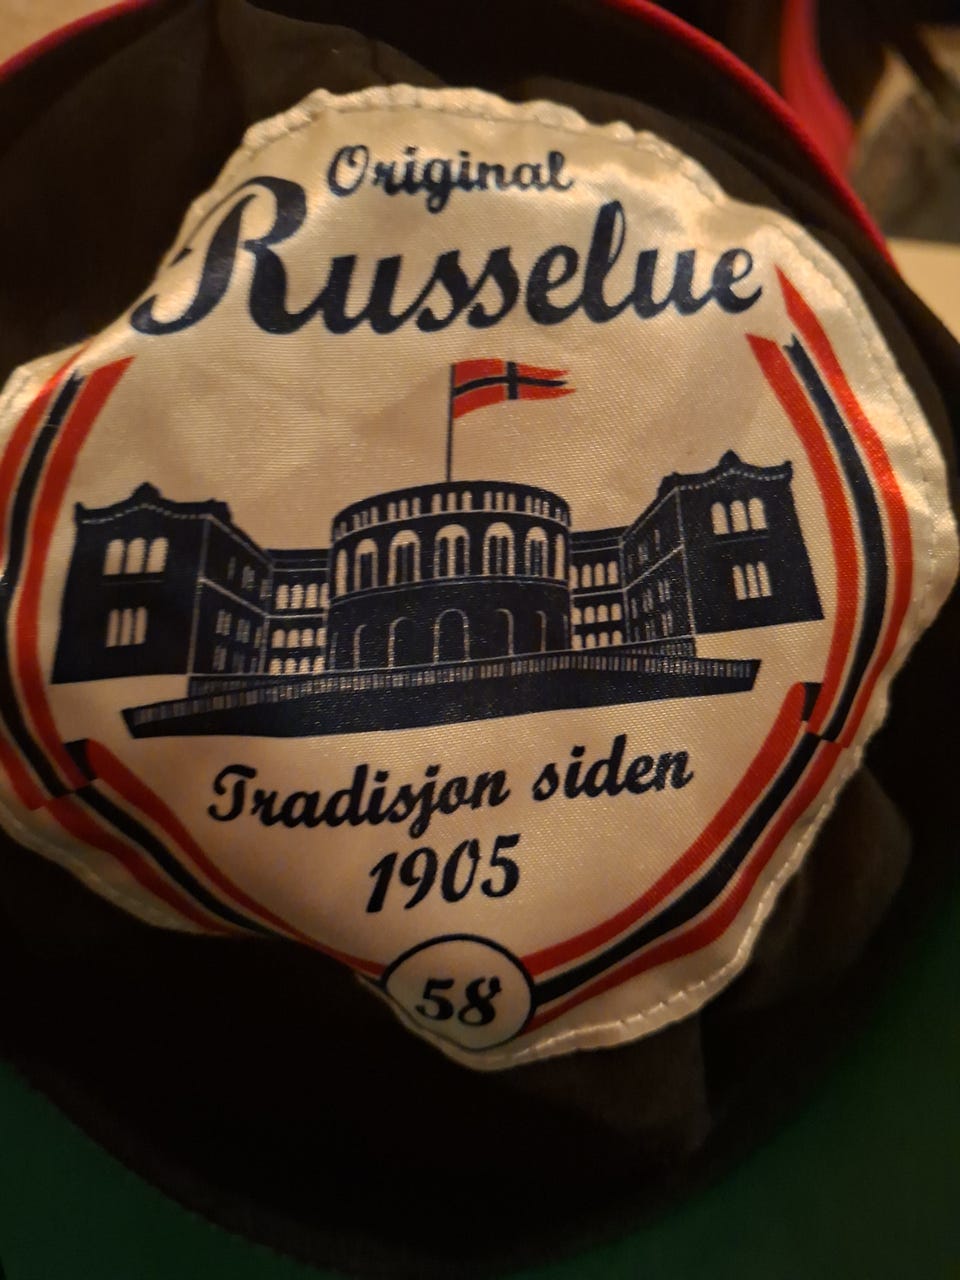 Original
Russelue
Tradisjon siden
1905
58